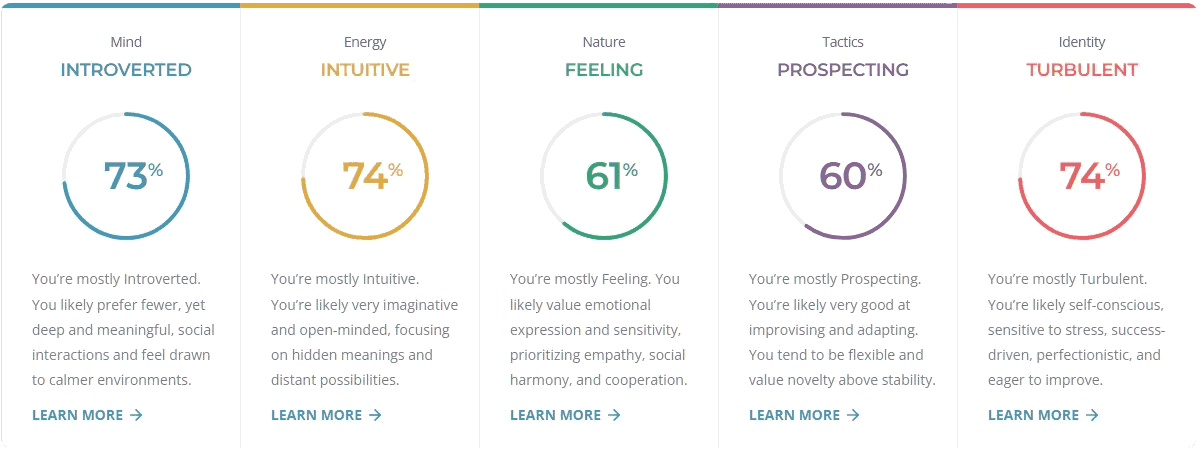 Mind
INTROVERTED
73%
You’re mostly Introverted.
You likely prefer fewer, yet
deep and meaningful, social
interactions and feel drawn
to calmer environments.
LEARN MORE →
Energy
INTUITIVE
74%
You’re mostly Intuitive.
You’re likely very imaginative
and open-minded, focusing
on hidden meanings and
distant possibilities.
LEARN MORE →
Nature
FEELING
61%
You’re mostly Feeling. You
likely value emotional
expression and sensitivity,
prioritizing empathy, social
harmony, and cooperation.
LEARN MORE →
Tactics
PROSPECTING
60%
You’re mostly Prospecting.
You’re likely very good at
improvising and adapting.
You tend to be flexible and
value novelty above stability.
LEARN MORE →
Identity
TURBULENT
74%
You’re mostly Turbulent.
You’re likely self-conscious,
sensitive to stress, success-
driven, perfectionistic, and
eager to improve.
LEARN MORE →